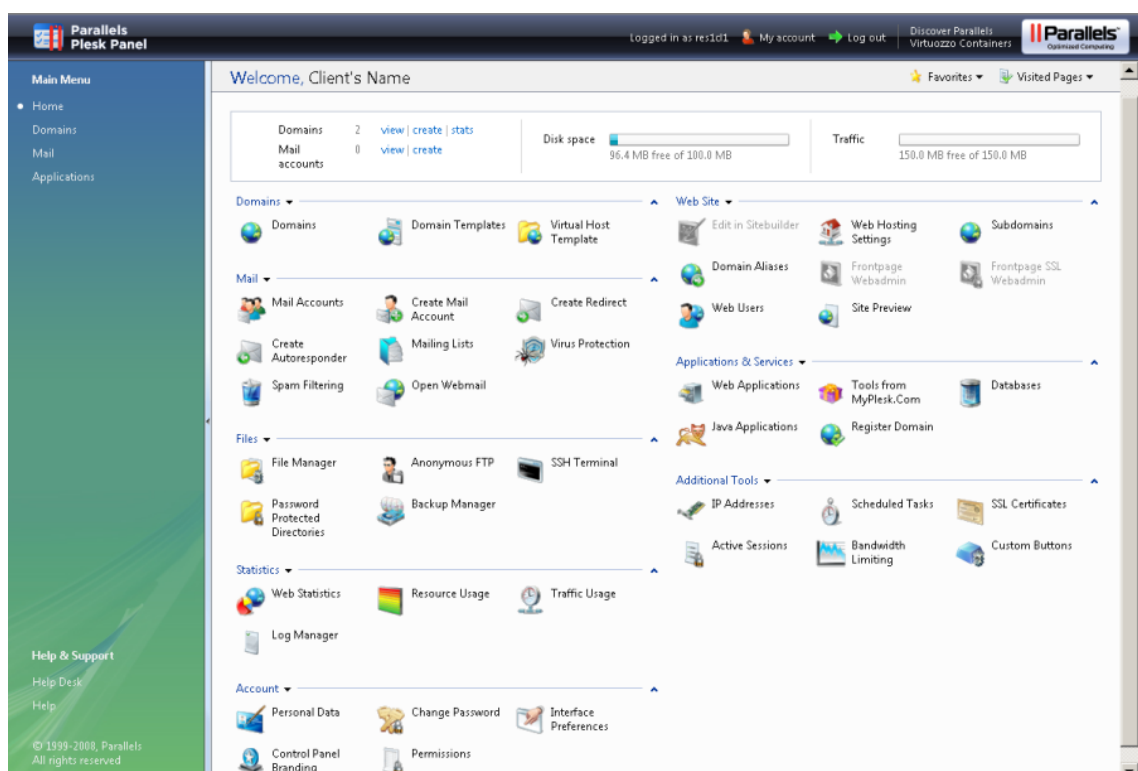 Parallels
Plesk Panel
Logged in as res1cl1 My account Log out
Discover Parallels
Virtuozzo Containers
Parallels
Optimized Computing
Main Menu
Home
Domains
Mail
Applications
Help & Support
Help Desk
Help
© 1999-2008, Parallels
All rights reserved
Welcome, Client's Name
Favorites
Visited Pages
Domains 2 view | create | stats
Mail
accounts
0 view | create
Disk space
96.4 MB free of 100.0 MB
Traffic
150.0 MB free of 150.0 MB
Domains
Domains
Domain Templates
Virtual Host
Template
Mail
Mail Accounts
Create Mail
Account
Create Redirect
Create
Autoresponder
Mailing Lists
Virus Protection
Spam Filtering
Open Webmail
Files
File Manager
Anonymous FTP
SSH Terminal
Password
Protected
Directories
Backup Manager
Statistics
Web Statistics
Resource Usage
Traffic Usage
Log Manager
Account
Personal Data
Change Password
Interface
Preferences
Control Panel
Branding
Permissions
Web Site
Edit in Sitebuilder
Web Hosting
Settings
Subdomains
Domain Aliases
Frontpage
Webadmin
Frontpage SSL
Webadmin
Web Users
Site Preview
Applications & Services
Web Applications
Tools from
MyPlesk.Com
Databases
Java Applications
Register Domain
Additional Tools
IP Addresses
Scheduled Tasks
SSL Certificates
Active Sessions
Bandwidth
Limiting
Custom Buttons